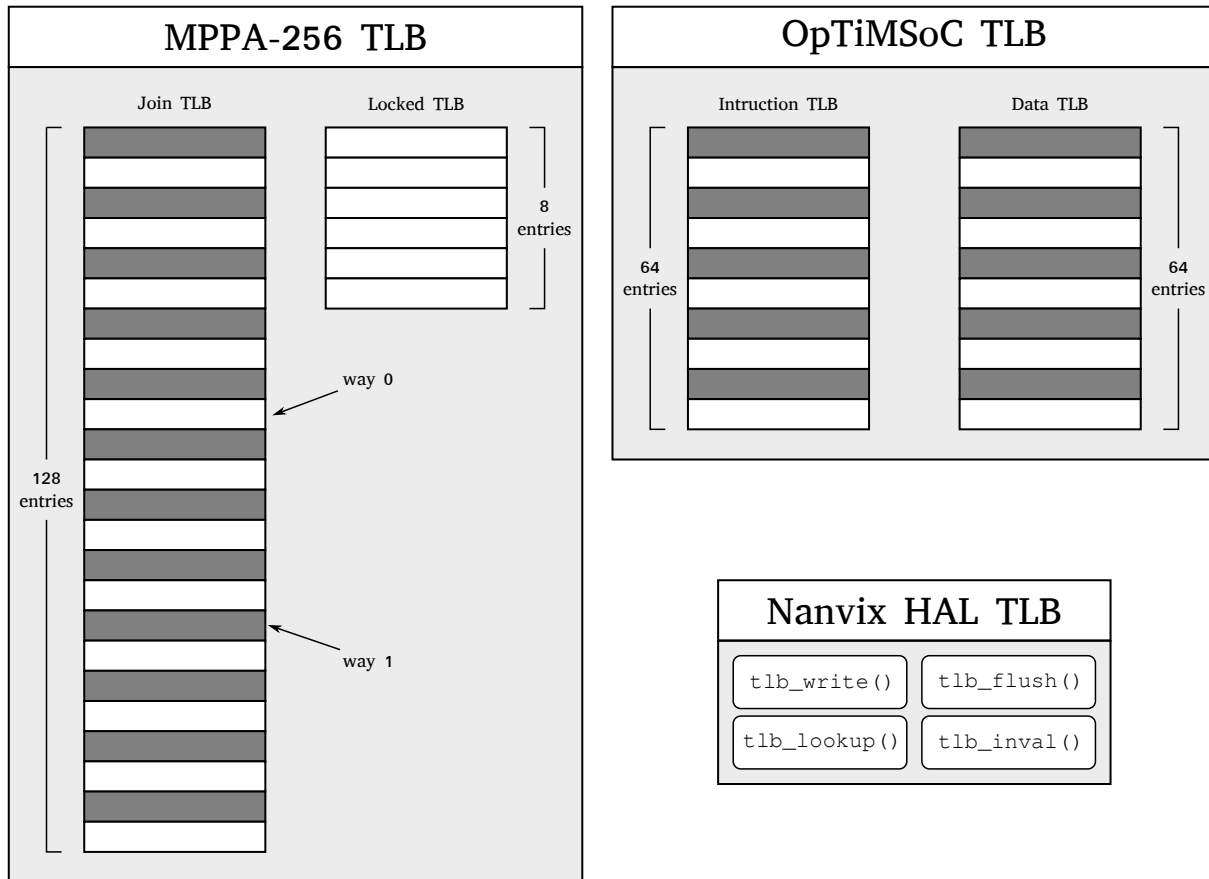 MPPA-256 TLB
Join TLB
Locked TLB
8
entries
way 0
128
entries
way 1
OpTiMSoC TLB
Intruction TLB
Data TLB
64
entries
64
entries
Nanvix HAL TLB
tlb_write()
tlb_flush()
tlb_lookup()
tlb_inval()